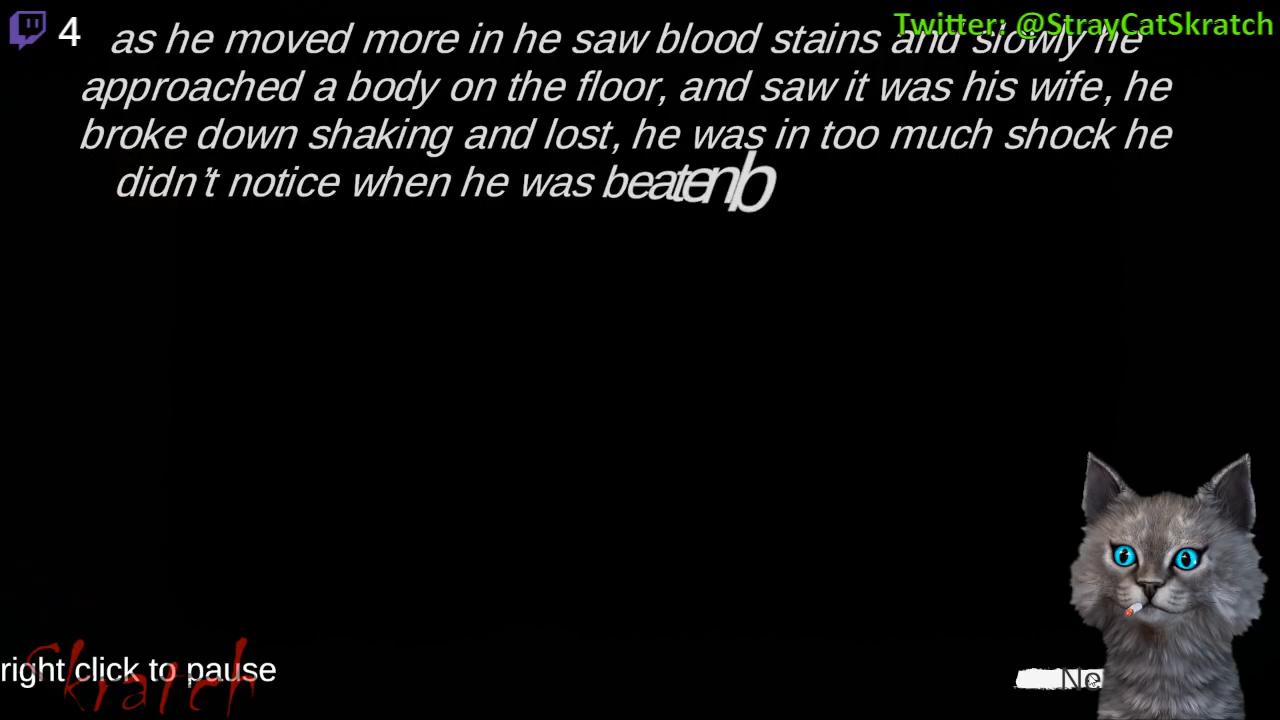 4
Twitter: @StrayCatSkratch
as he moved more in he saw blood stains and slowly he
approached a body on the floor, and saw it was his wife, he
broke down shaking and lost, he was in too much shock he
didn't notice when he was beaten b
right click to pause
Skratch
Ne